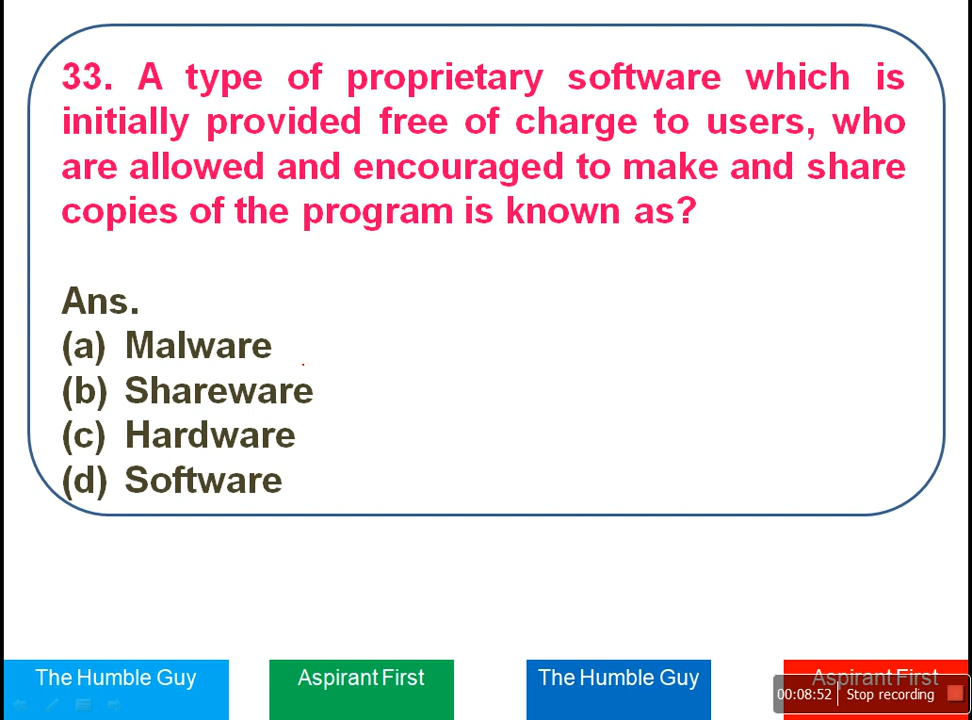 33. A type of proprietary software which is
initially provided free of charge to users, who
are allowed and encouraged to make and share
copies of the program is known as?
Ans.
(a) Malware
(b) Shareware
(c) Hardware
(d) Software
The Humble Guy
Aspirant First
The Humble Guy
Aspirant First
00:08:52 Stop recording